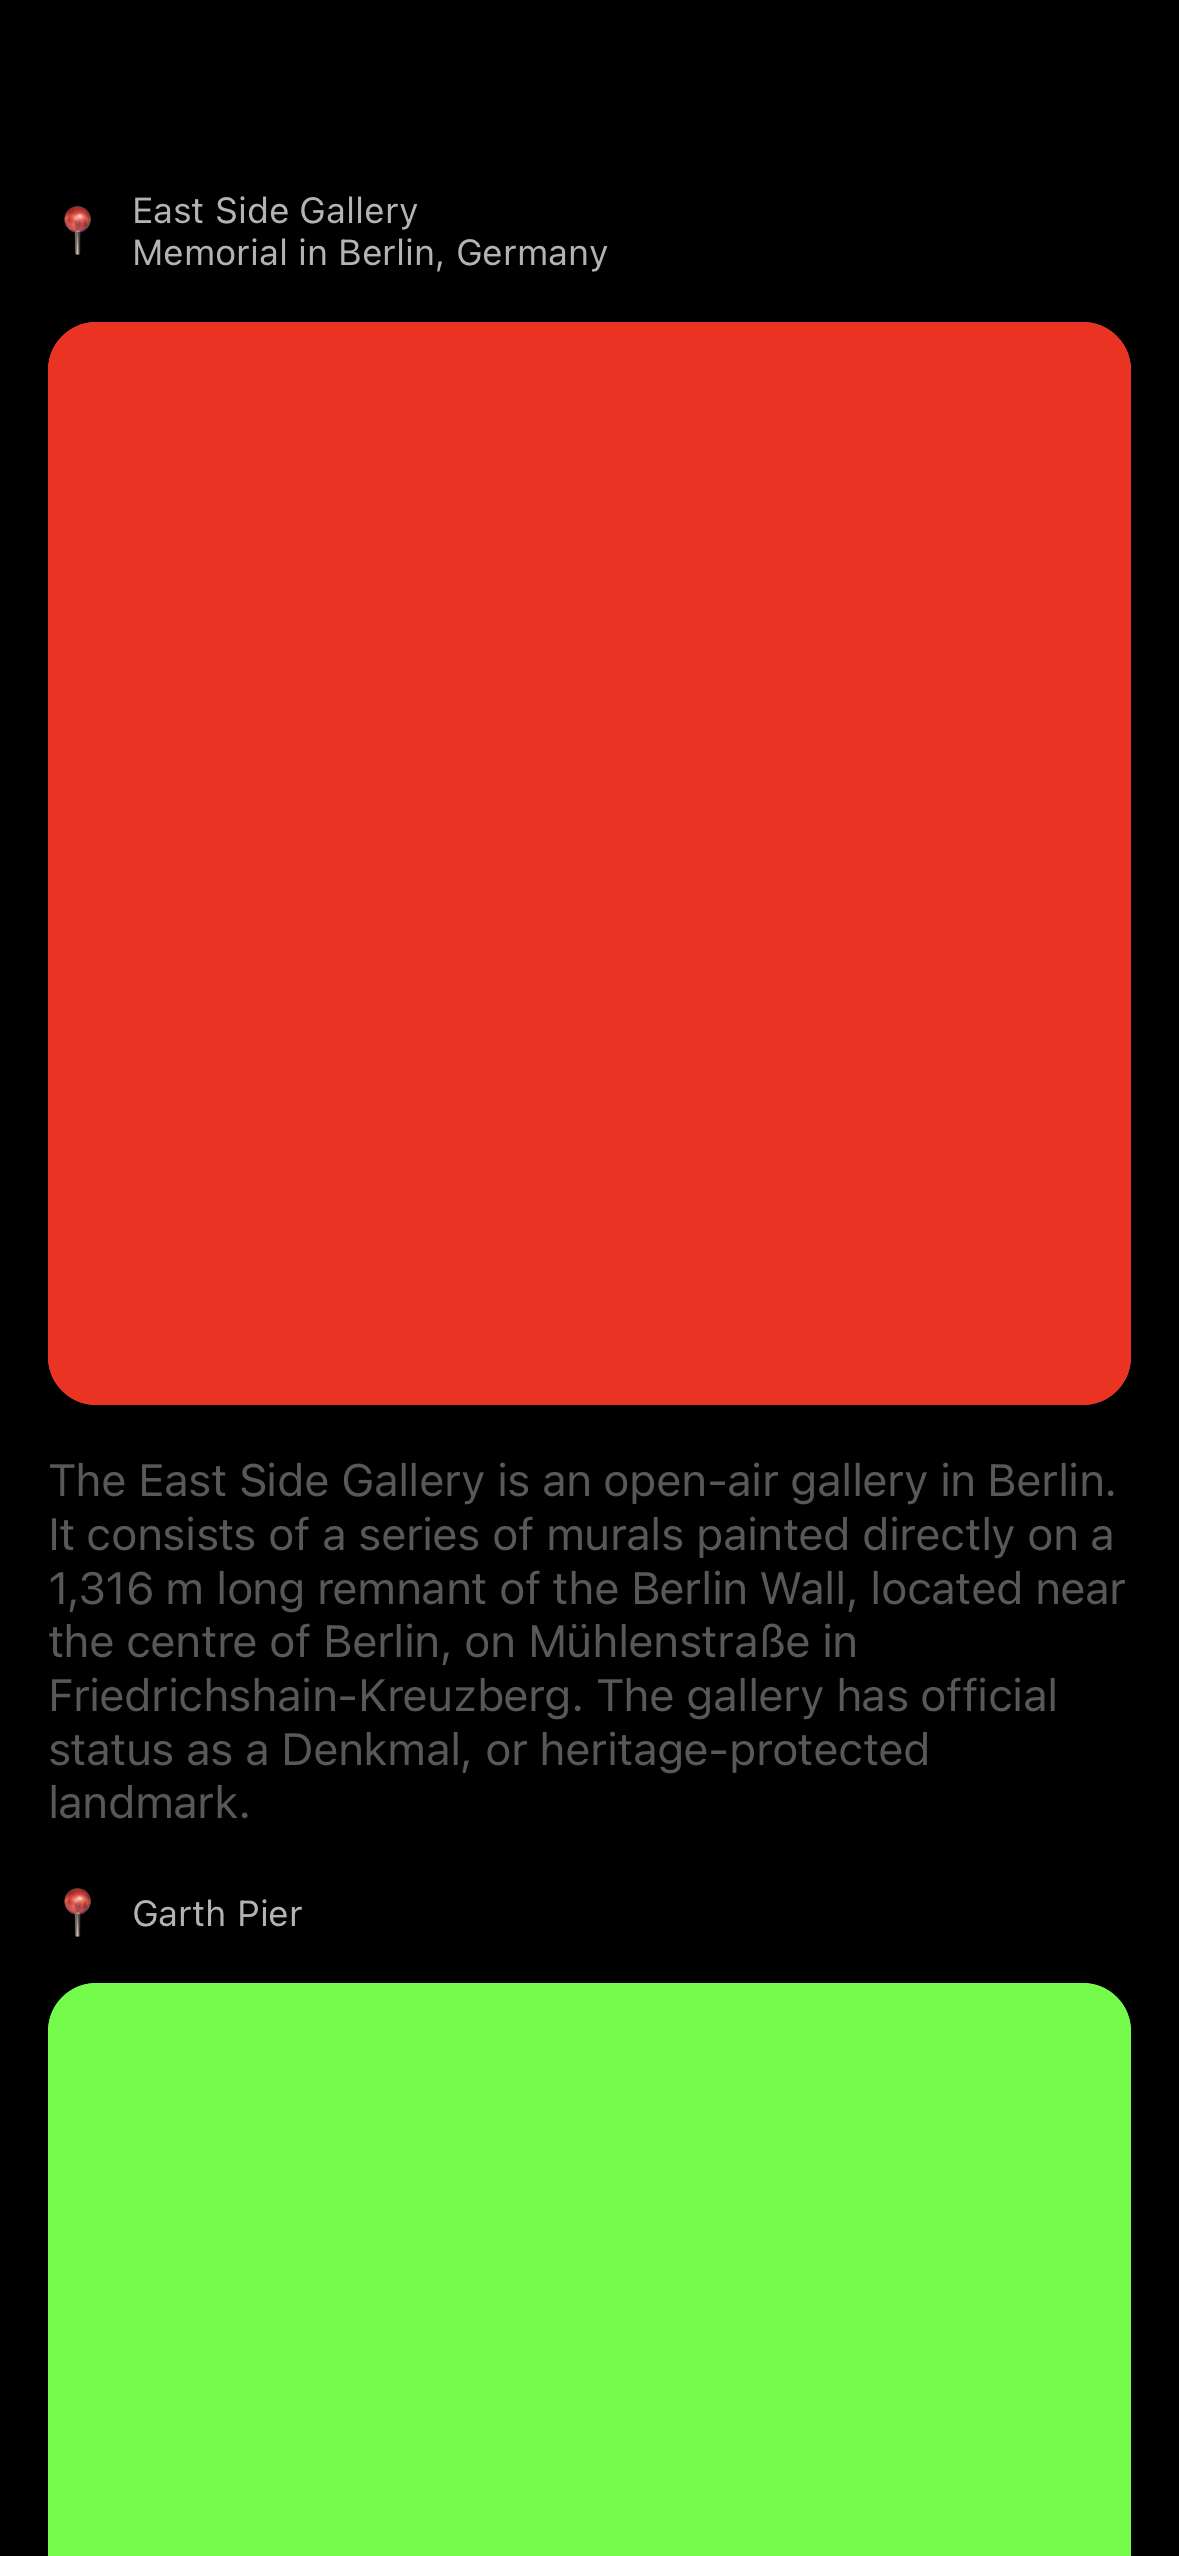 East Side Gallery
Memorial in Berlin, Germany
The East Side Gallery is an open-air gallery in Berlin.
It consists of a series of murals painted directly on a
1,316 m long remnant of the Berlin Wall, located near
the centre of Berlin, on Mühlenstraße in
Friedrichshain-Kreuzberg. The gallery has official
status as a Denkmal, or heritage-protected
landmark.
Garth Pier